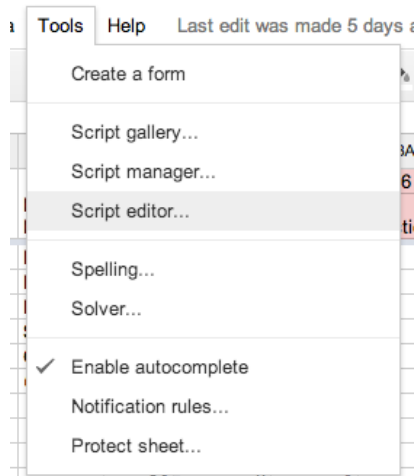 Tools Help Last edit was made 5 days
Create a form
Script gallery...
Script manager...
Script editor...
Spelling...
Solver...
Enable autocomplete
Notification rules...
Protect sheet...